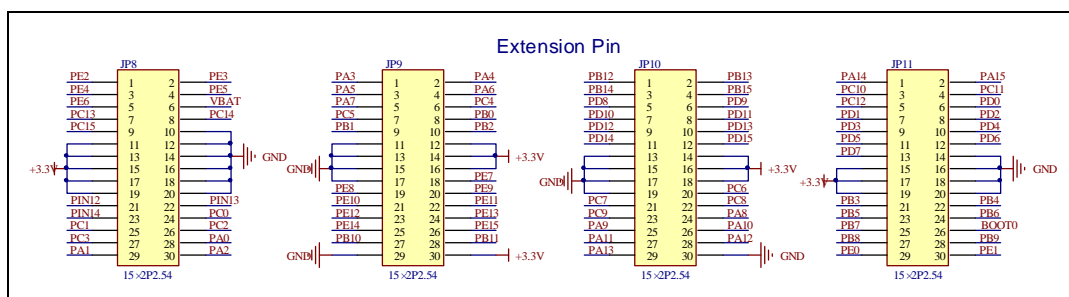 Extension Pin
JP8
PE2 1 2 PE3
PE4 3 4 PE5
PE6 5 6 VBAT
PC13 7 8 PC14
PC15 9 10
11 12
13 14 GND
+3.3V 15 16
17 18
19 20
PIN12 21 22 PIN13
PIN14 23 24 PC0
PC1 25 26 PC2
PC3 27 28 PA0
PA1 29 30 PA2
15×2P2.54
JP9
PA3 1 2 PA4
PA5 3 4 PA6
PA7 5 6 PC4
PC5 7 8 PB0
PB1 9 10 PB2
11 12
13 14 +3.3V
GND 15 16
17 18 PE7
PE8 19 20 PE9
PE10 21 22 PE11
PE12 23 24 PE13
PE14 25 26 PE15
PB10 27 28 PB11
GND 29 30 +3.3V
15×2P2.54
JP10
PB12 1 2 PB13
PB14 3 4 PB15
PD8 5 6 PD9
PD10 7 8 PD11
PD12 9 10 PD13
PD14 11 12 PD15
13 14
15 16 +3.3V
GND 17 18
19 20 PC6
PC7 21 22 PC8
PC9 23 24 PA8
PA9 25 26 PA10
PA11 27 28 PA12
PA13 29 30 GND
15×2P2.54
JP11
PA14 1 2 PA15
PC10 3 4 PC11
PC12 5 6 PD0
PD1 7 8 PD2
PD3 9 10 PD4
PD5 11 12 PD6
PD7 13 14
15 16 GND
+3.3V 17 18
19 20
PB3 21 22 PB4
PB5 23 24 PB6
PB7 25 26 BOOT0
PB8 27 28 PB9
PE0 29 30 PE1
15×2P2.54